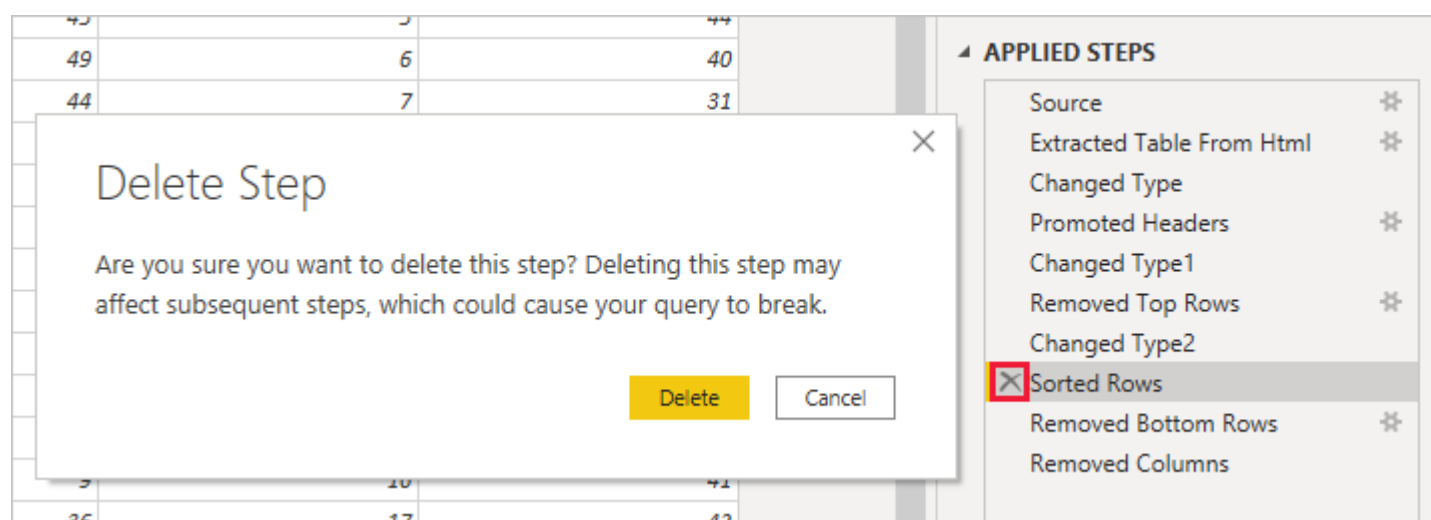 49 6 40
44 7 31
Delete Step
Are you sure you want to delete this step? Deleting this step may
affect subsequent steps, which could cause your query to break.
Delete Cancel
APPLIED STEPS
Source
Extracted Table From Html
Changed Type
Promoted Headers
Changed Type1
Removed Top Rows
Changed Type2
Sorted Rows
Removed Bottom Rows
Removed Columns